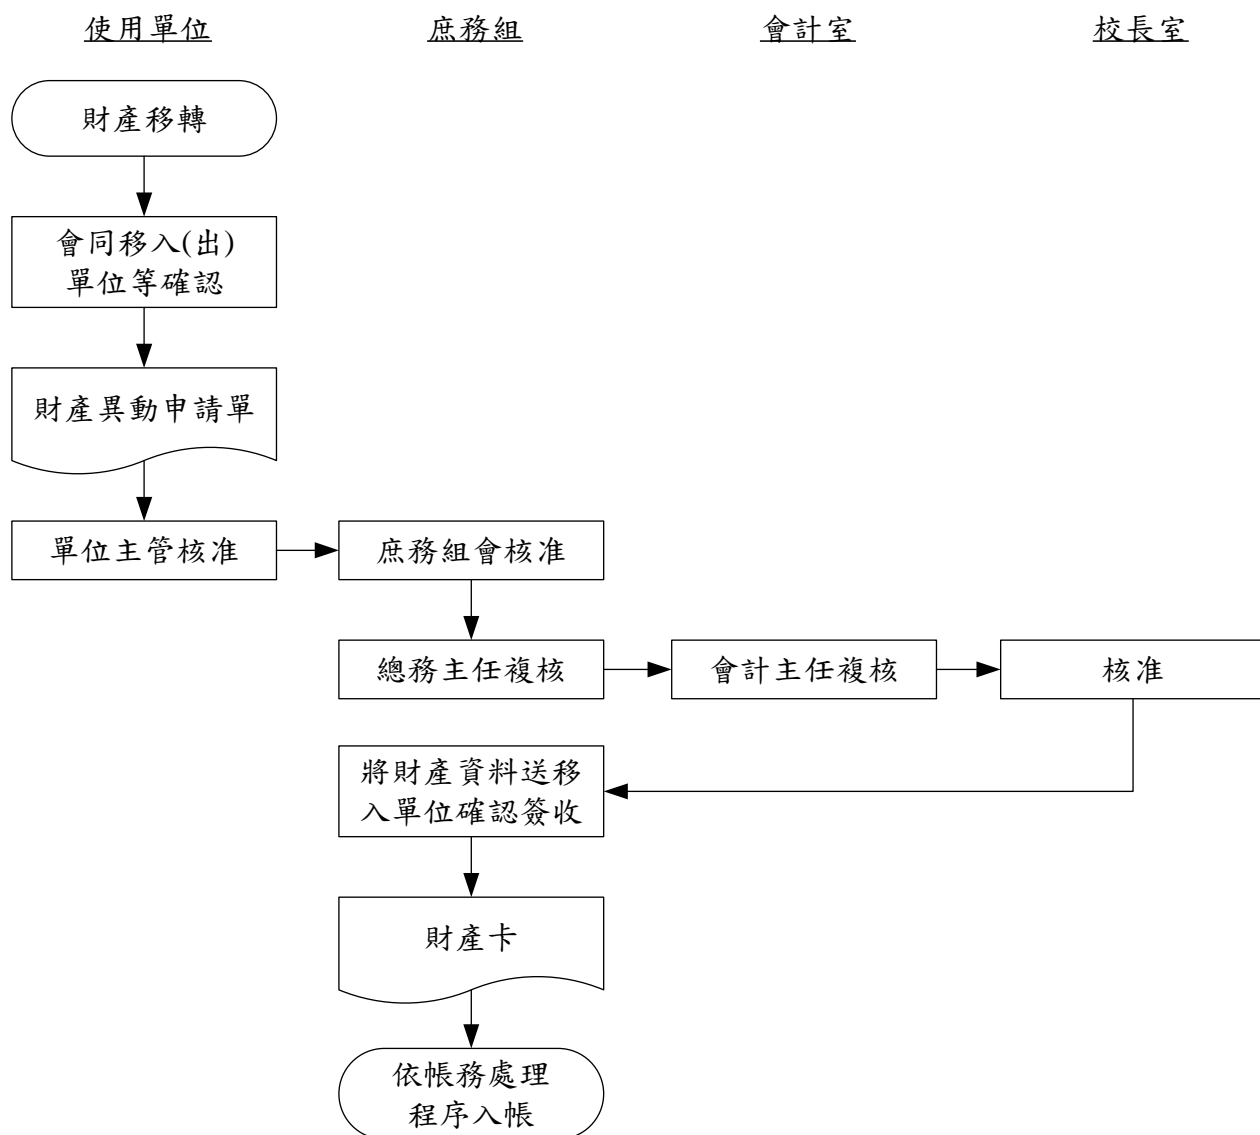 使用單位
庶務組
會計室
校長室
財產移轉
會同移入(出)
單位等確認
財產異動申請單
單位主管核准
庶務組會核准
總務主任複核
會計主任複核
核准
將財產資料送移
入單位確認簽收
財產卡
依帳務處理
程序入帳